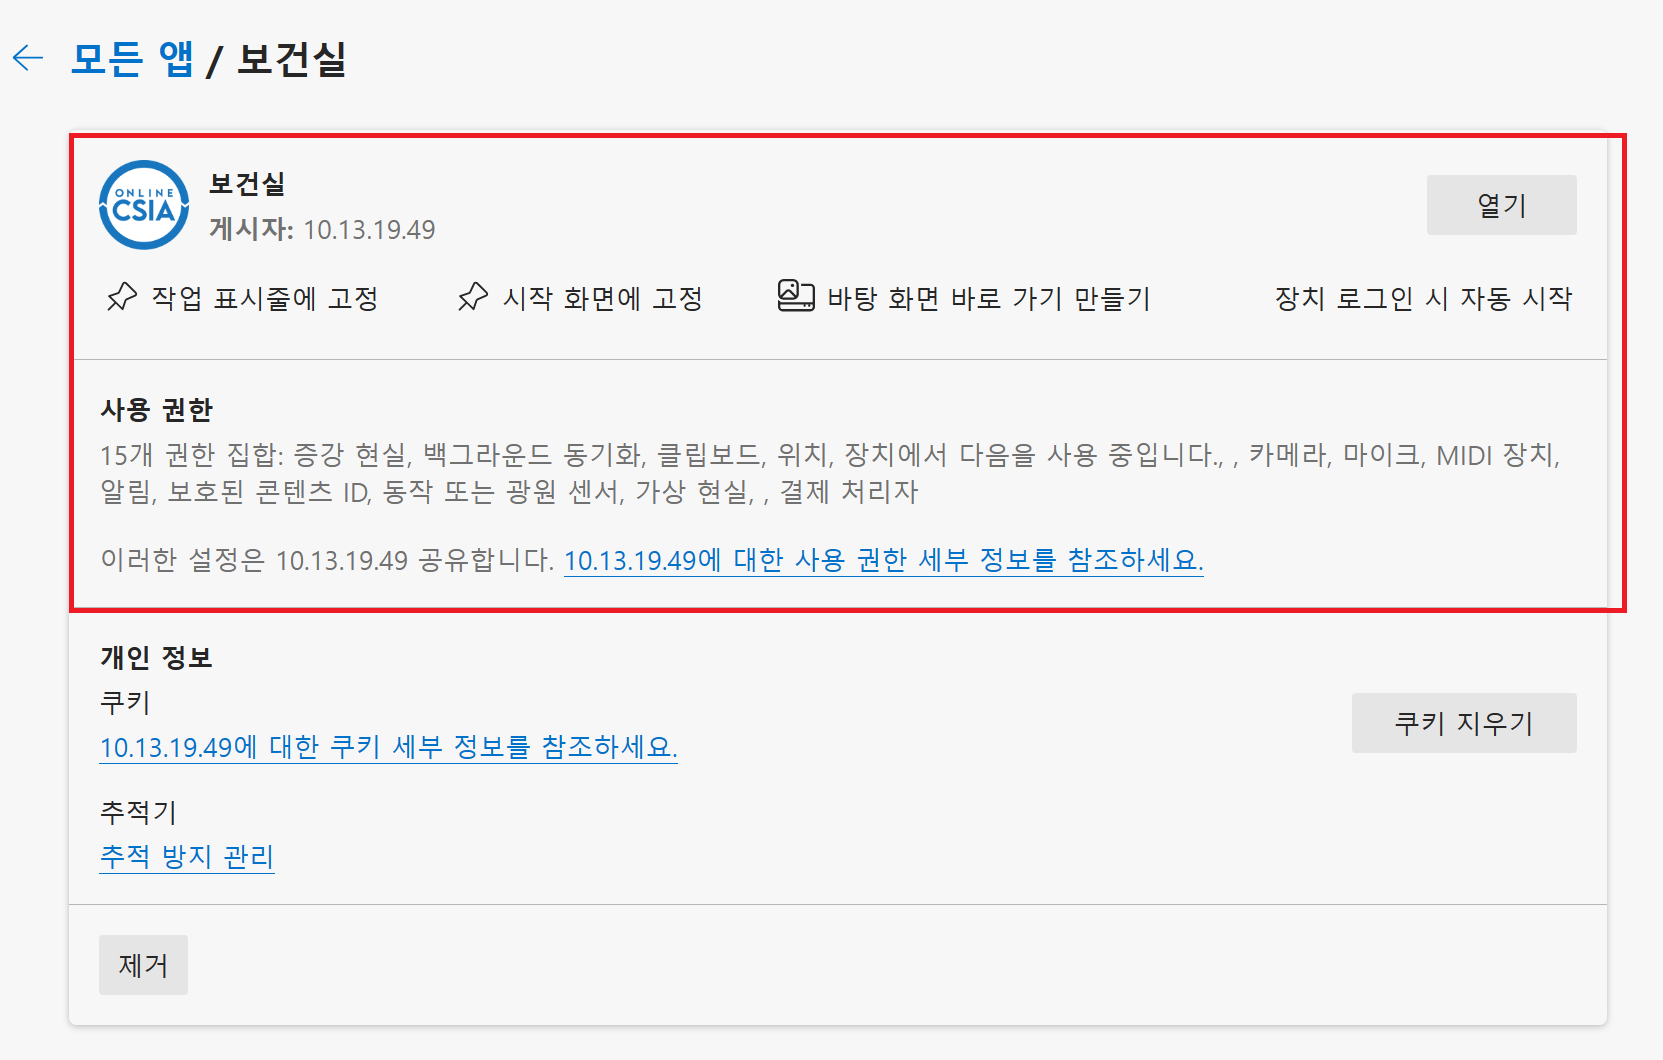 모든 앱 / 보건실
ONLINE
CSIA
보건실
게시자: 10.13.19.49
열기
작업 표시줄에 고정
시작 화면에 고정
바탕 화면 바로 가기 만들기
장치 로그인 시 자동 시작
사용 권한
15개 권한 집합: 증강 현실, 백그라운드 동기화, 클립보드, 위치, 장치에서 다음을 사용 중입니다., , 카메라, 마이크, MIDI 장치,
알림, 보호된 콘텐츠 ID, 동작 또는 광원 센서, 가상 현실, , 결제 처리자
이러한 설정은 10.13.19.49 공유합니다. 10.13.19.49에 대한 사용 권한 세부 정보를 참조하세요.
개인 정보
쿠키
10.13.19.49에 대한 쿠키 세부 정보를 참조하세요.
쿠키 지우기
추적기
추적 방지 관리
제거